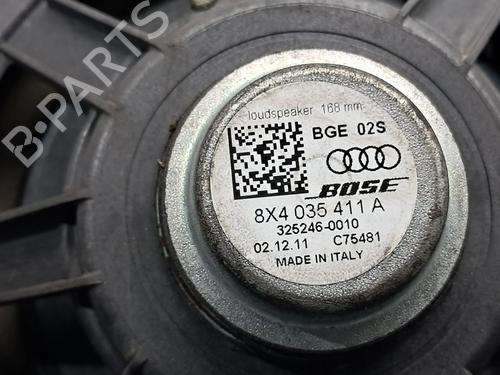 B-PARTS
loudspeaker 168 mm
BGE 02S
BOSE
8X4 035 411 A
325246-0010
02.12.11 C75481
MADE IN ITALY